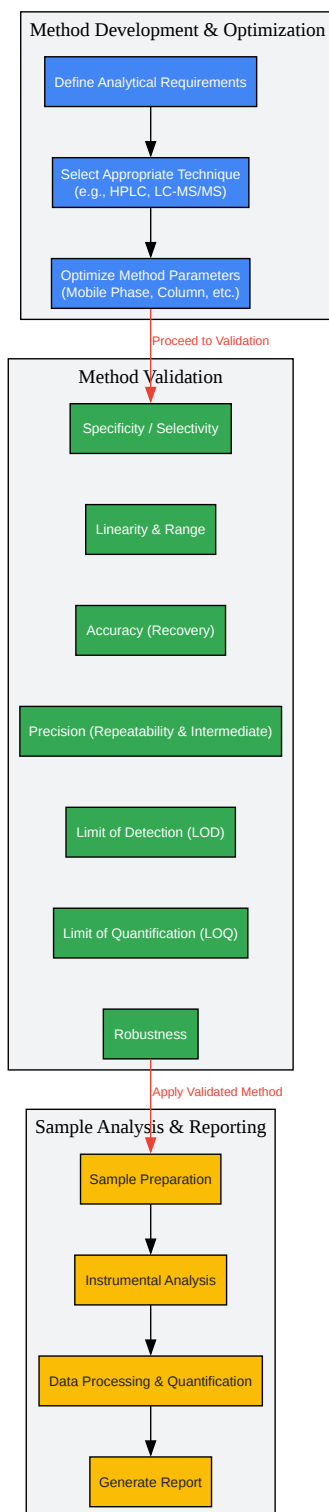 Method Development & Optimization
Define Analytical Requirements
Select Appropriate Technique
(e.g., HPLC, LC-MS/MS)
Optimize Method Parameters
(Mobile Phase, Column, etc.)
Proceed to Validation
Method Validation
Specificity / Selectivity
Linearity & Range
Accuracy (Recovery)
Precision (Repeatability & Intermediate)
Limit of Detection (LOD)
Limit of Quantification (LOQ)
Robustness
Apply Validated Method
Sample Analysis & Reporting
Sample Preparation
Instrumental Analysis
Data Processing & Quantification
Generate Report